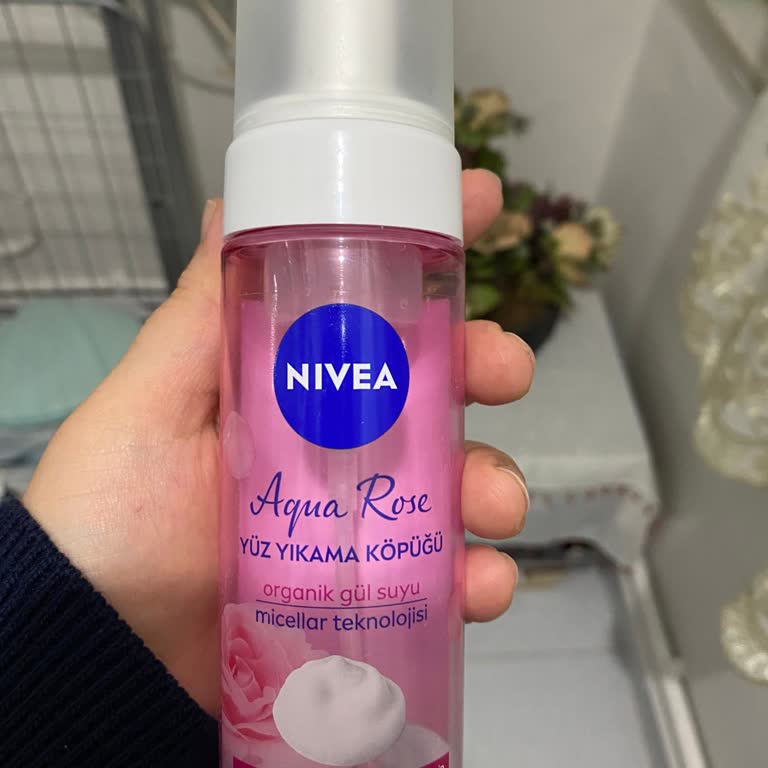 NIVEA
Aqua Rose
YÜZ YIKAMA KÖPÜĞÜ
organik gül suyu
micellar teknolojisi